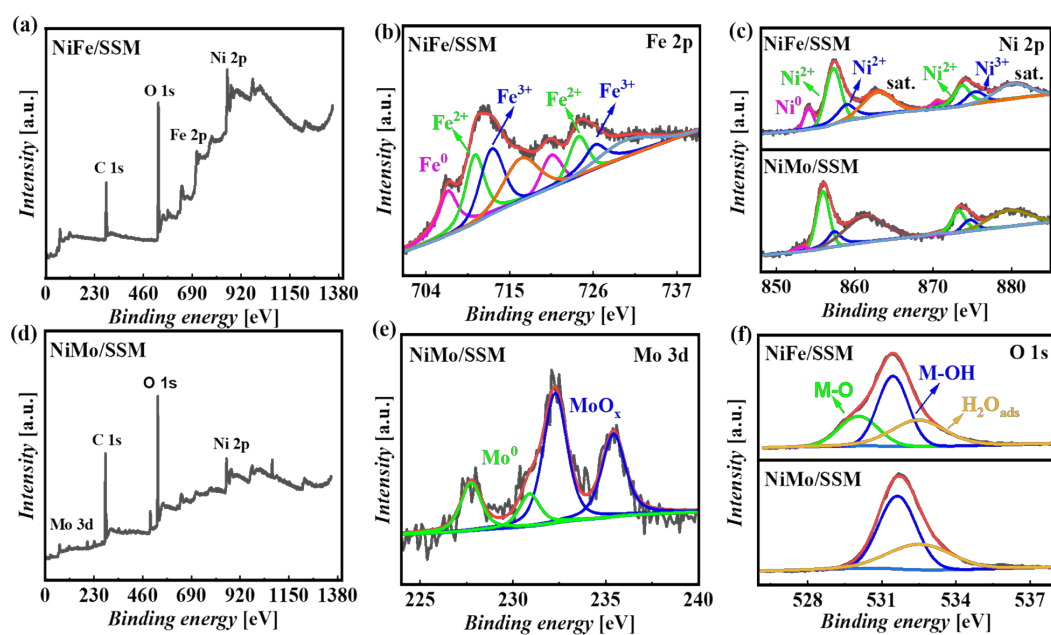 (a)
NiFe/SSM
Ni 2p
O 1s
Fe 2p
C 1s
Intensity [a.u.]
0 230 460 690 920 1150 1380
Binding energy [eV]
(b)
NiFe/SSM Fe 2p
Fe³⁺
Fe²⁺
Fe²⁺
Fe³⁺
Fe⁰
Intensity [a.u.]
704 715 726 737
Binding energy [eV]
(c)
NiFe/SSM Ni 2p
Ni²⁺
Ni²⁺
sat.
Ni²⁺
Ni³⁺
sat.
Ni⁰
NiMo/SSM
Intensity [a.u.]
850 860 870 880
Binding energy [eV]
(d)
NiMo/SSM
O 1s
C 1s
Ni 2p
Mo 3d
Intensity [a.u.]
0 230 460 690 920 1150 1380
Binding energy [eV]
(e)
NiMo/SSM Mo 3d
MoOₓ
Mo⁰
Intensity [a.u.]
225 230 235 240
Binding energy [eV]
(f)
NiFe/SSM O 1s
M-OH
M-O
H₂Oₐdₛ
NiMo/SSM
Intensity [a.u.]
528 531 534 537
Binding energy [eV]